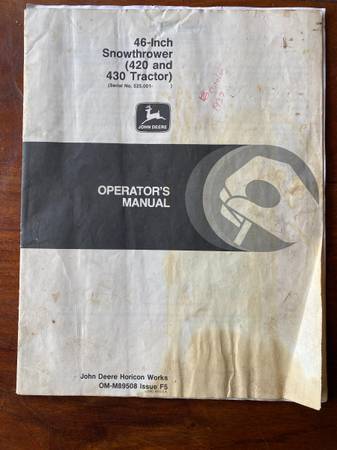 46-Inch
Snowthrower
(420 and
430 Tractor)
(Serial No. 525,001- )
JOHN DEERE
OPERATOR'S
MANUAL
John Deere Horicon Works
OM-M89508 Issue F5